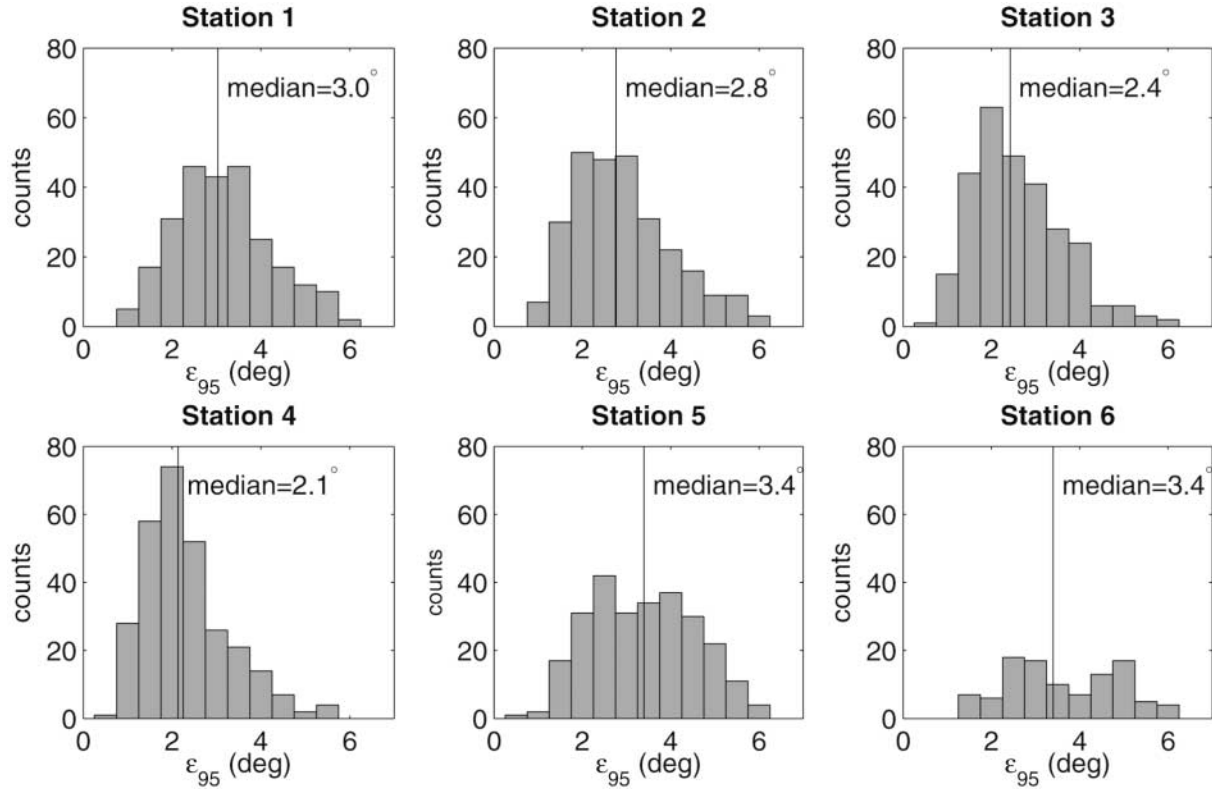 Station 1
80
60
40
20
0
counts
median=3.0°
0 2 4 6
ε95 (deg)
Station 2
80
60
40
20
0
counts
median=2.8°
0 2 4 6
ε95 (deg)
Station 3
80
60
40
20
0
counts
median=2.4°
0 2 4 6
ε95 (deg)
Station 4
80
60
40
20
0
counts
median=2.1°
0 2 4 6
ε95 (deg)
Station 5
80
60
40
20
0
counts
median=3.4°
0 2 4 6
ε95 (deg)
Station 6
80
60
40
20
0
counts
median=3.4°
0 2 4 6
ε95 (deg)